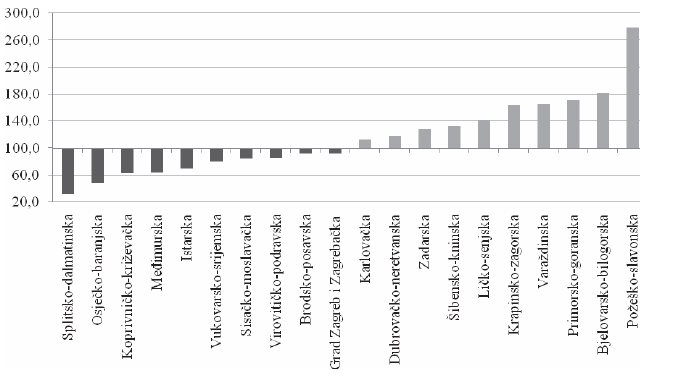 300,0
260,0
220,0
180,0
140,0
100,0
60,0
20,0
Splitsko-dalmatinska
Osječko-baranjska
Koprivničko-križevačka
Međimurska
Istarska
Vukovarsko-srijemska
Sisačko-moslavačka
Virovitičko-podravska
Brodsko-posavska
Grad Zagreb i Zagrebačka
Karlovačka
Dubrovačko-neretvanska
Zadarska
Šibensko-kninska
Ličko-senjska
Krapinsko-zagorska
Varaždinska
Primorsko-goranska
Bjelovarsko-bilogorska
Požeško-slavonska